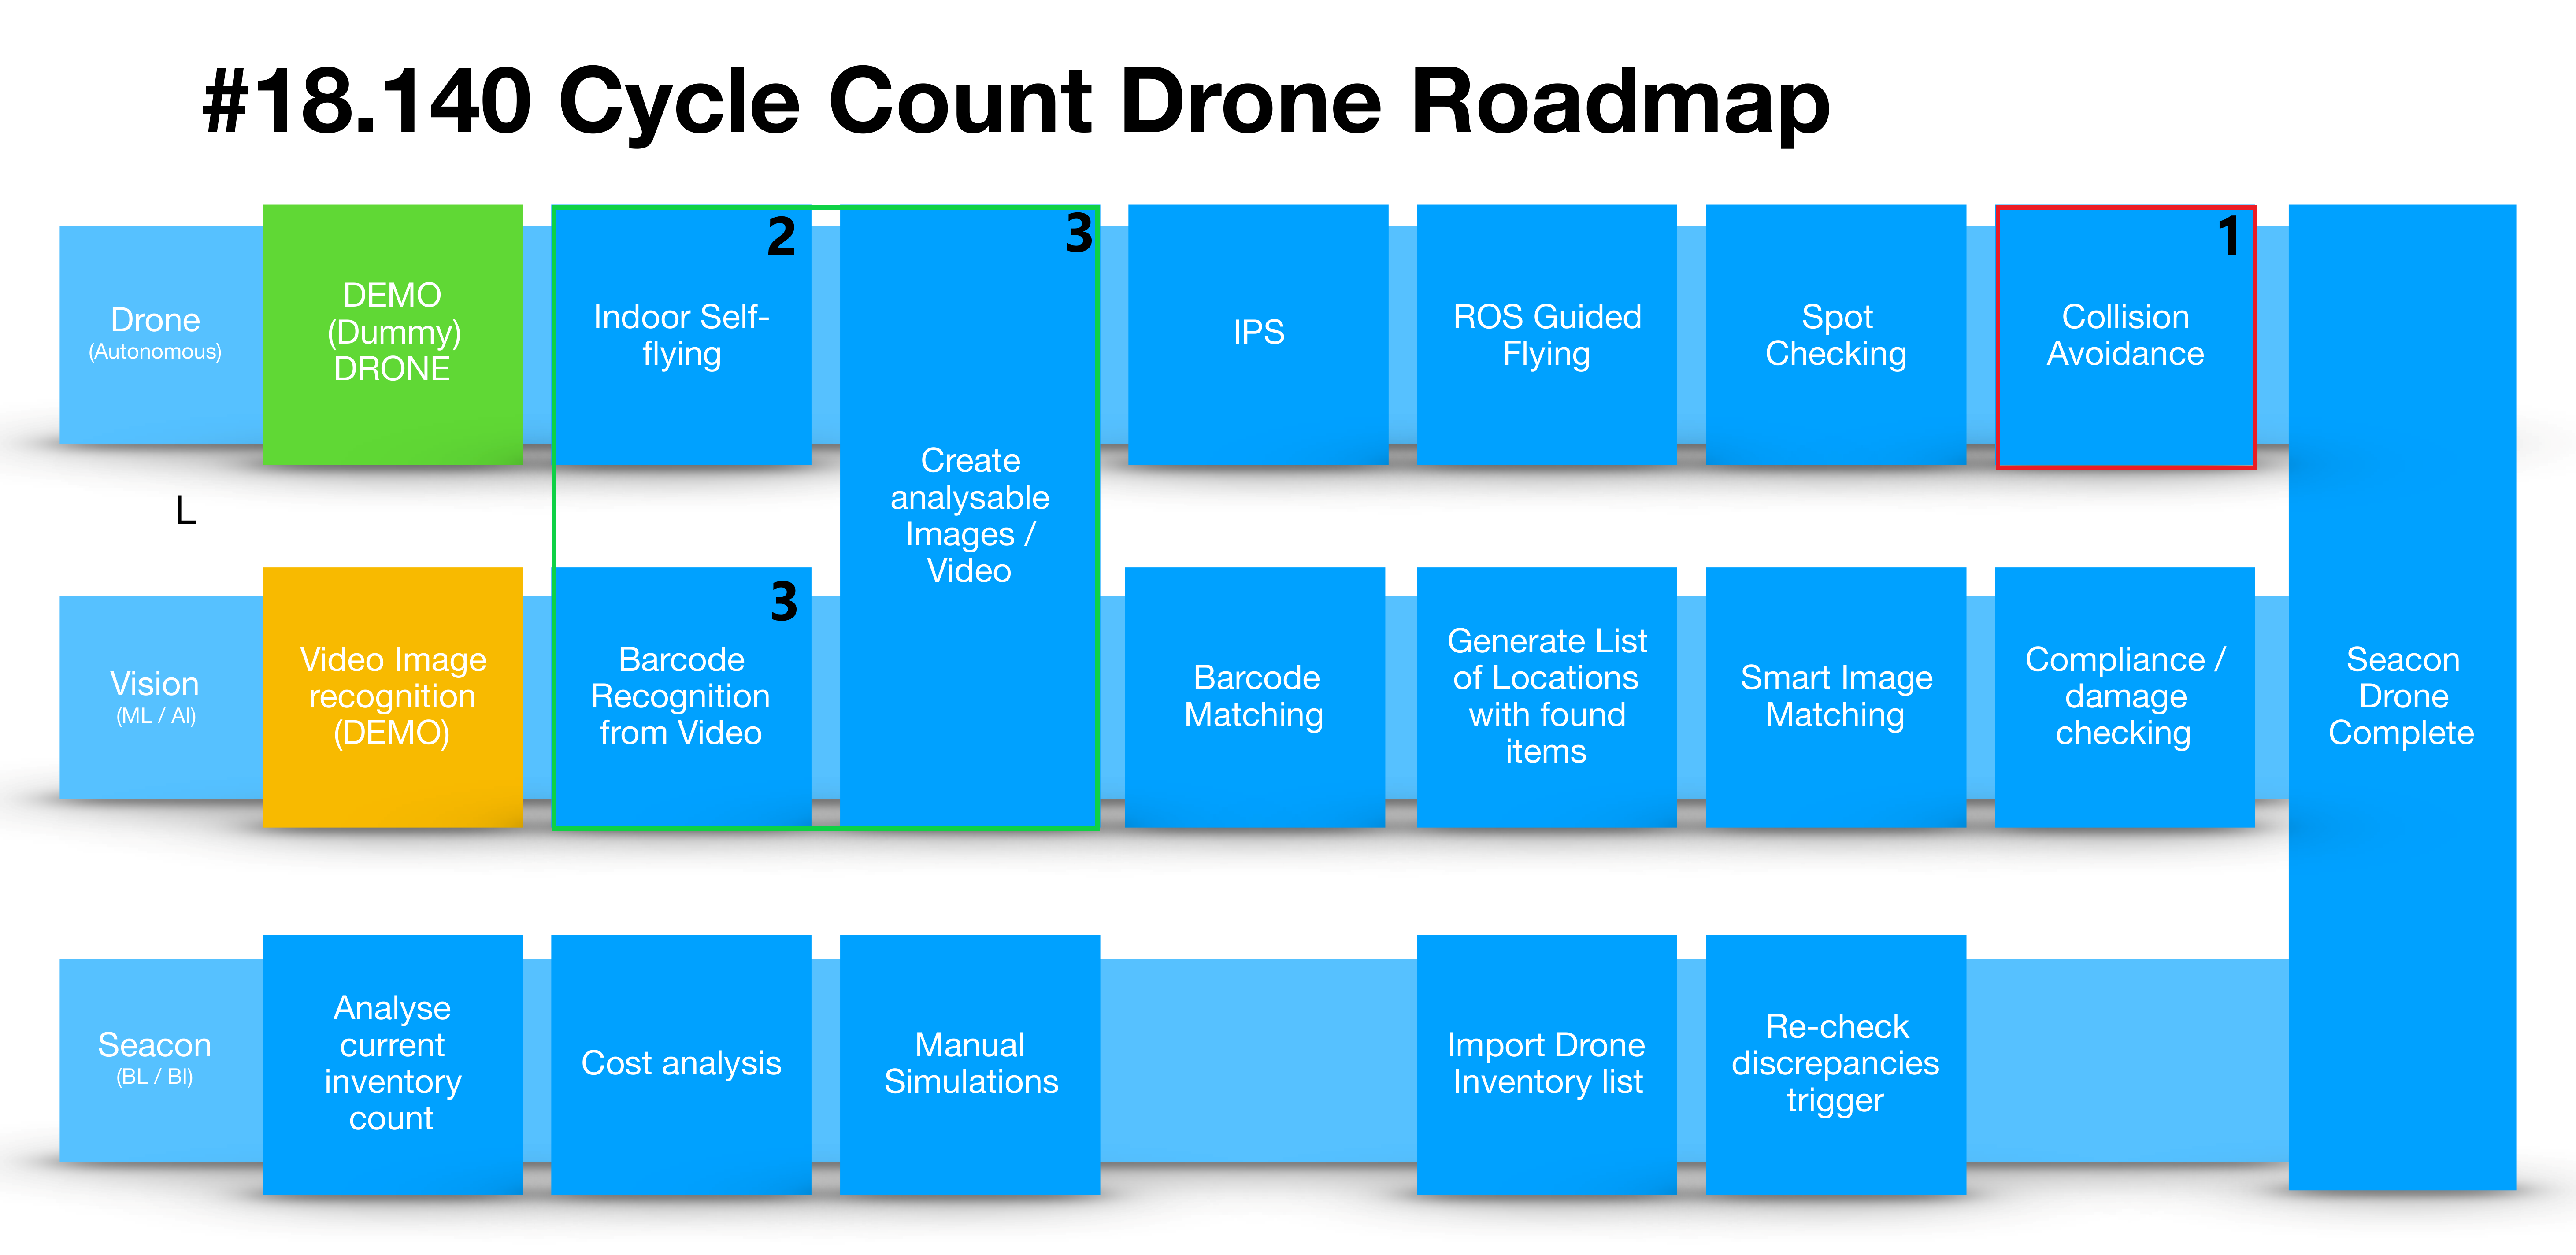 #18.140 Cycle Count Drone Roadmap
Drone
(Autonomous)
DEMO
(Dummy)
DRONE
2
Indoor Self-
flying
3
Create
analysable
Images /
Video
IPS
ROS Guided
Flying
Spot
Checking
1
Collision
Avoidance
L
Vision
(ML / AI)
Video Image
recognition
(DEMO)
3
Barcode
Recognition
from Video
Barcode
Matching
Generate List
of Locations
with found
items
Smart Image
Matching
Compliance /
damage
checking
Seacon
Drone
Complete
Seacon
(BL / BI)
Analyse
current
inventory
count
Cost analysis
Manual
Simulations
Import Drone
Inventory list
Re-check
discrepancies
trigger